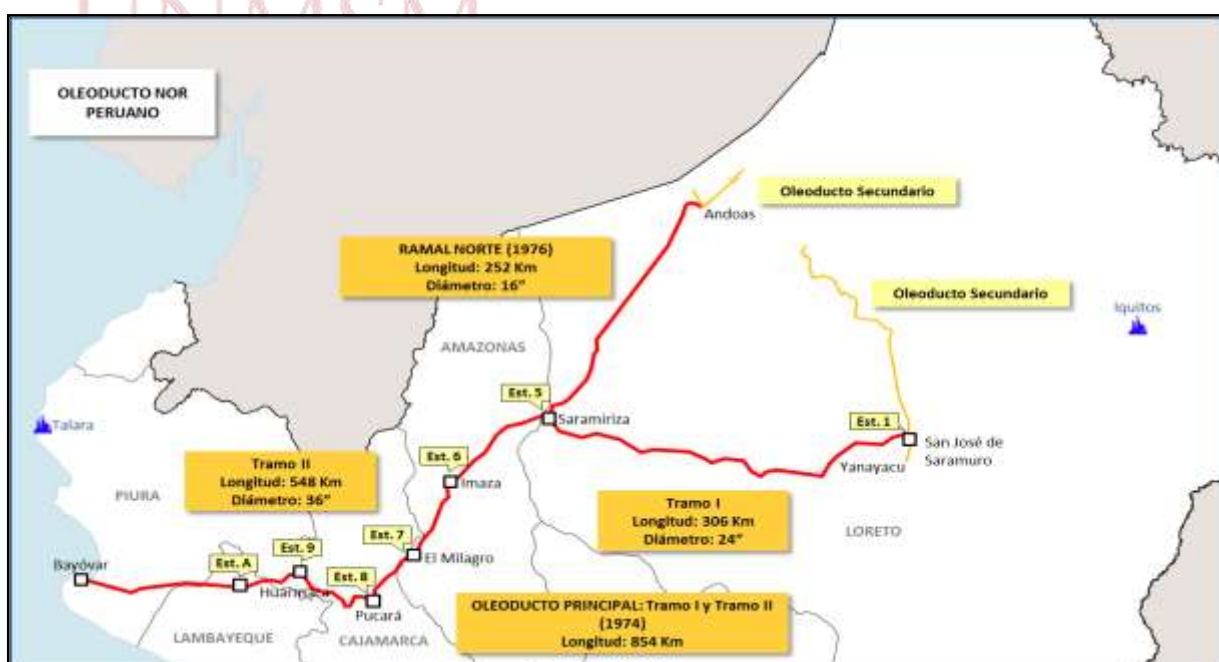 UNMSM
OLEODUCTO NOR
PERUANO
Oleoducto Secundario
Andoas
RAMAL NORTE (1976)
Longitud: 252 Km
Diámetro: 16”
Oleoducto Secundario
Iquitos
AMAZONAS
Est. 5
Saramiriza
Est. 1
San José de
Saramuro
Yanayacu
Talara
Est. 6
Imaza
Tramo II
Longitud: 548 Km
Diámetro: 36”
PIURA
Tramo I
Longitud: 306 Km
Diámetro: 24”
LORETO
Est. 7
El Milagro
Est. 9
Bayóvar
Est. A
Est. 8
Pucará
OLEODUCTO PRINCIPAL: Tramo I y Tramo II
(1974)
Longitud: 854 Km
LAMBAYEQUE
CAJAMARCA